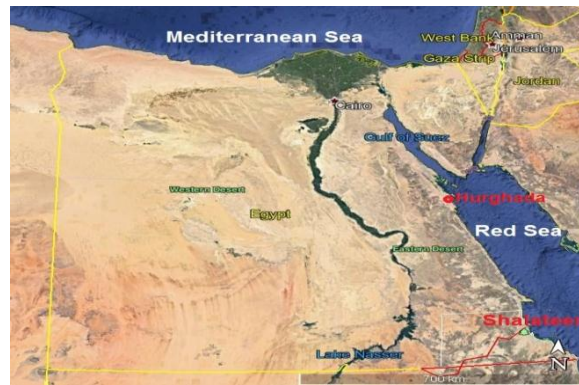 Mediterranean Sea
West Bank
Amman
Jerusalem
Gaza Strip
Jordan
Cairo
Gulf of Suez
Western Desert
Hurghada
Egypt
Red Sea
Eastern Desert
Shalateen
Lake Nasser
700 km
N